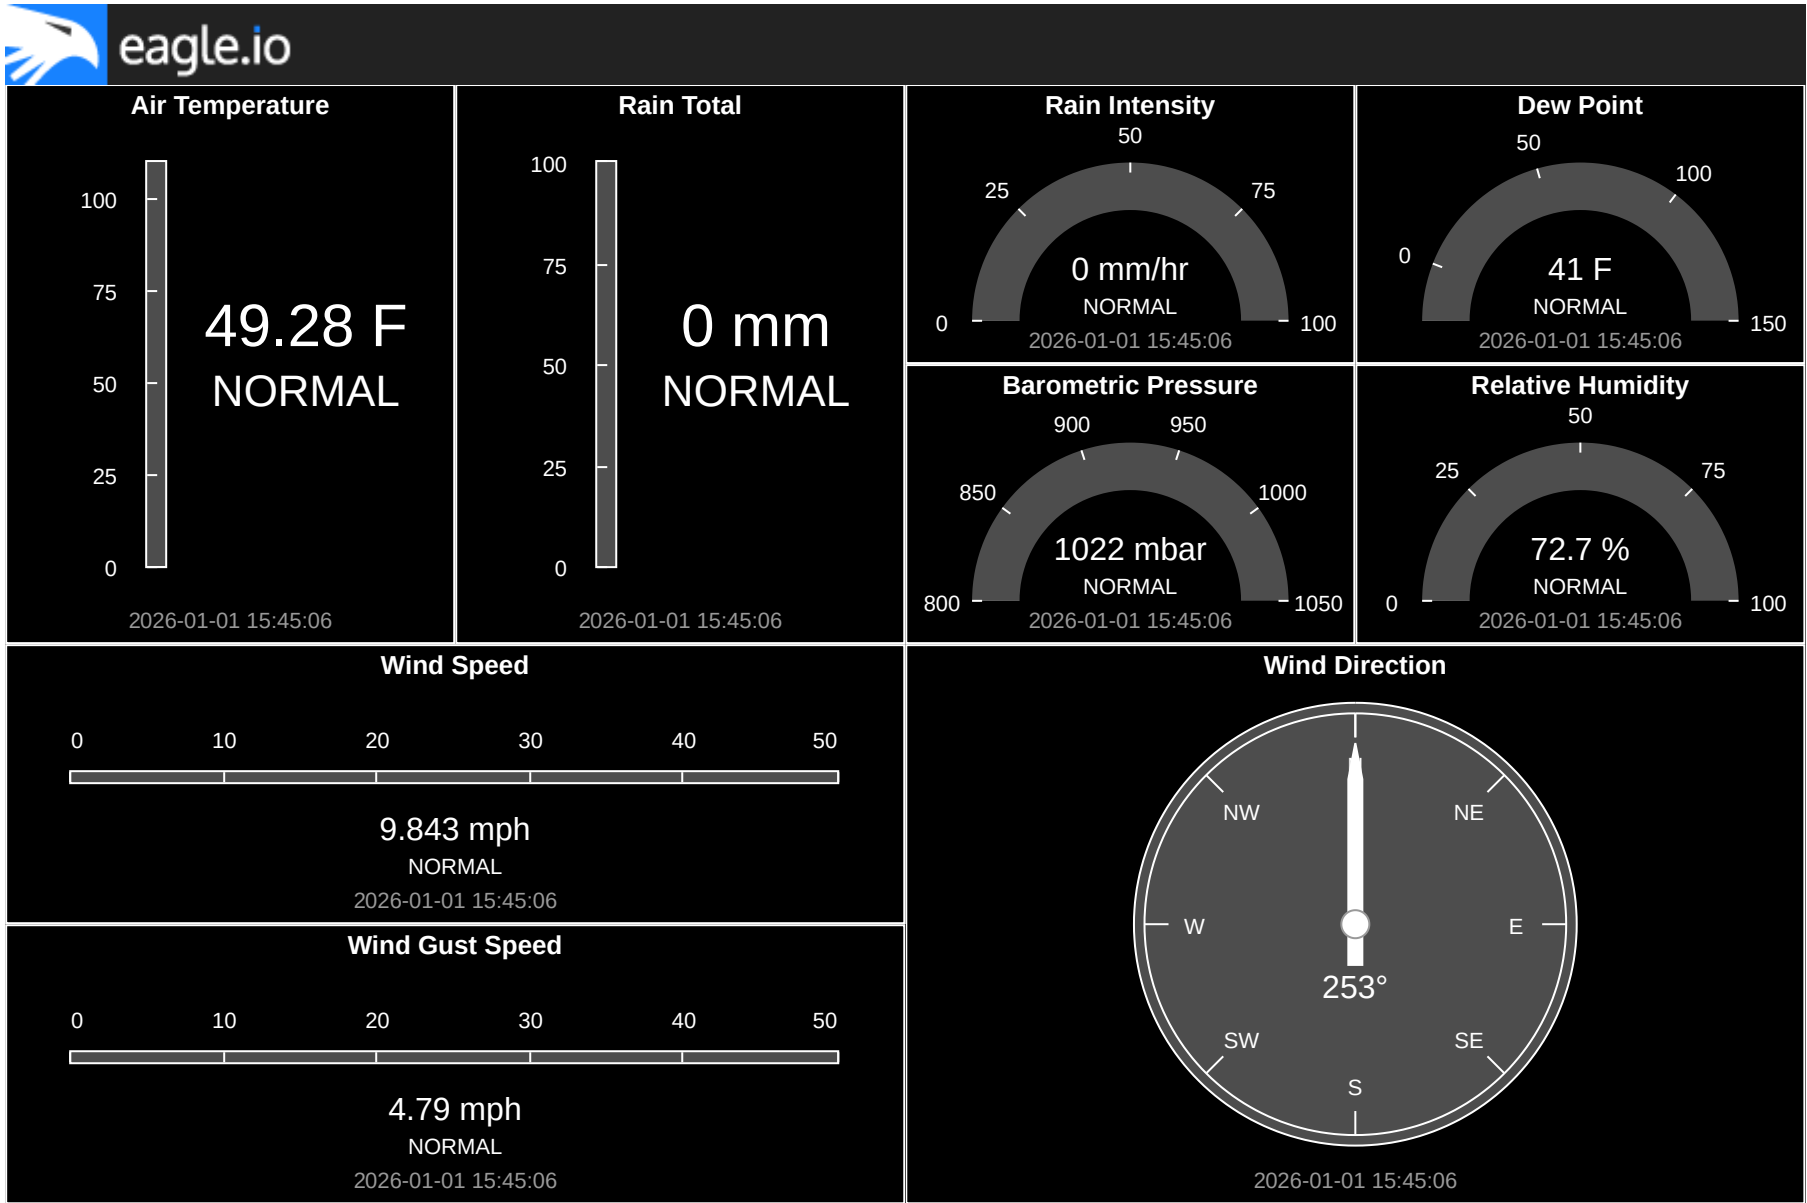 eagle.io
Air Temperature
100
75
50
25
0
49.28 F
NORMAL
2026-01-01 15:45:06
Rain Total
100
75
50
25
0
0 mm
NORMAL
2026-01-01 15:45:06
Rain Intensity
0
25
50
75
100
0 mm/hr
NORMAL
2026-01-01 15:45:06
Dew Point
0
50
100
150
41 F
NORMAL
2026-01-01 15:45:06
Barometric Pressure
800
850
900
950
1000
1050
1022 mbar
NORMAL
2026-01-01 15:45:06
Relative Humidity
0
25
50
75
100
72.7 %
NORMAL
2026-01-01 15:45:06
Wind Speed
0 10 20 30 40 50
9.843 mph
NORMAL
2026-01-01 15:45:06
Wind Gust Speed
0 10 20 30 40 50
4.79 mph
NORMAL
2026-01-01 15:45:06
Wind Direction
NW NE
W E
253°
SW SE
S
2026-01-01 15:45:06